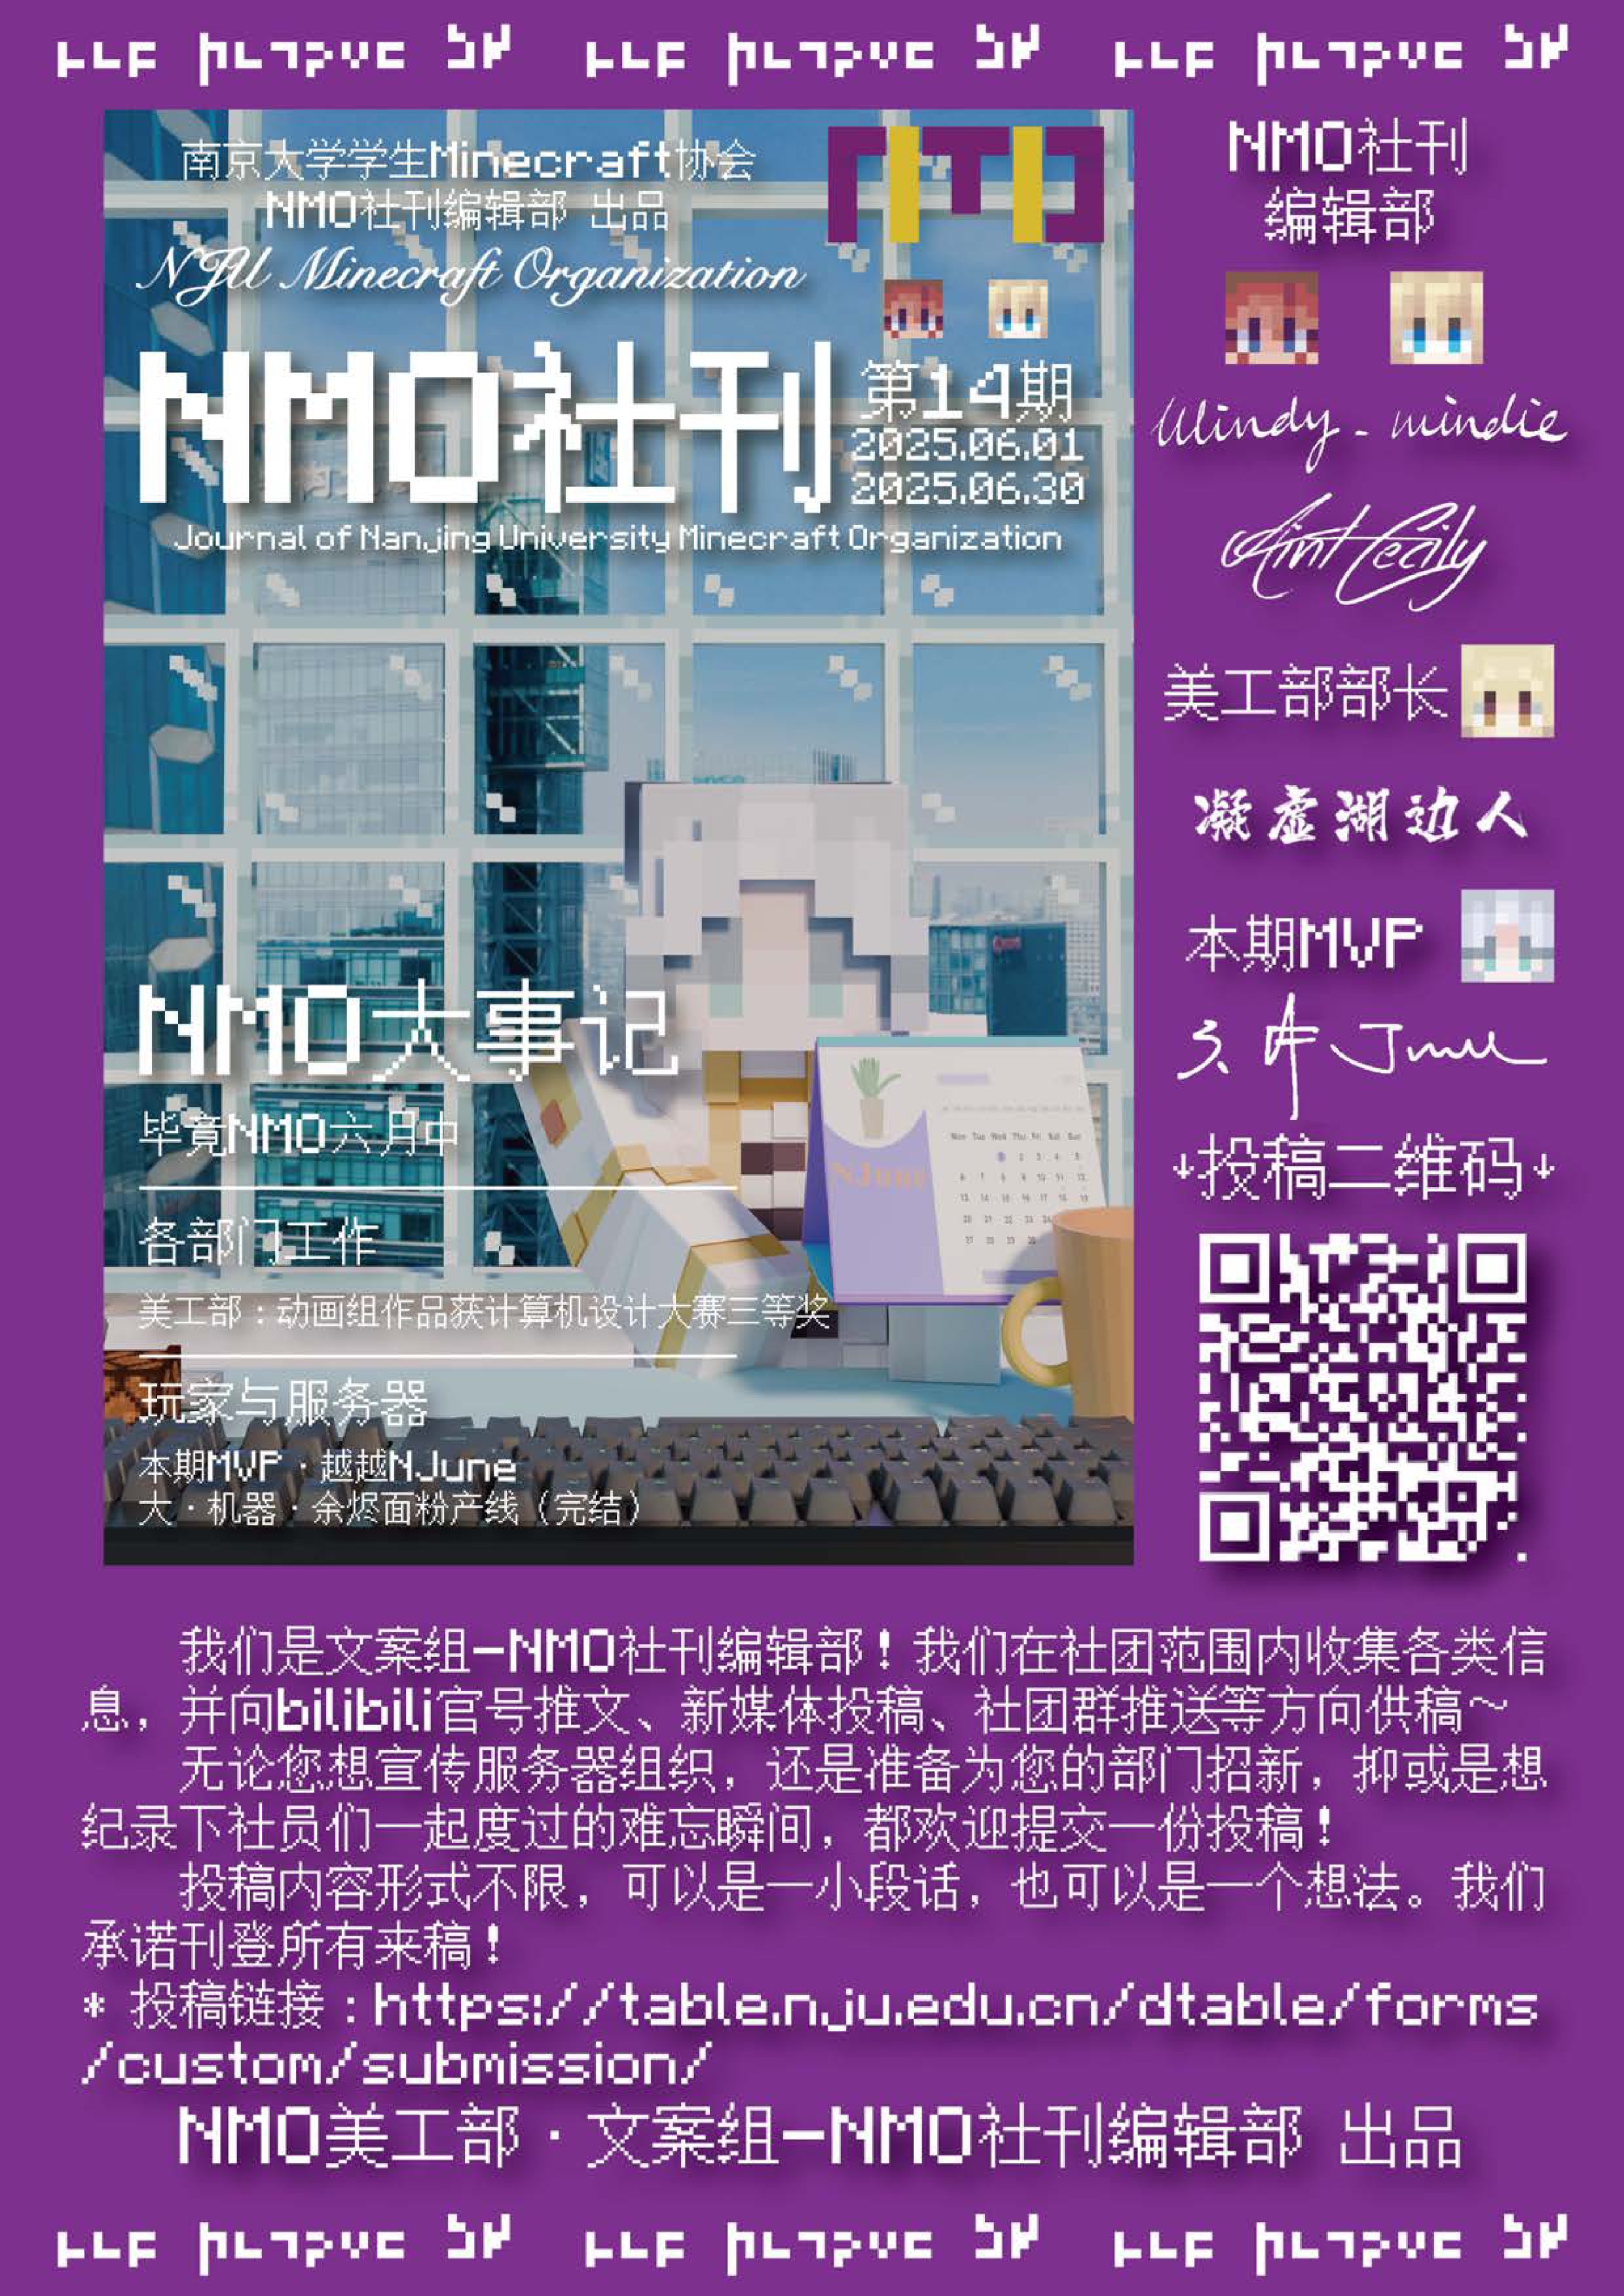 南京大学学生Minecraft协会
NMO社刊编辑部 出品
NJU Minecraft Organization
NMO社刊
第14期
2025.06.01
2025.06.30
Journal of Nanjing University Minecraft Organization
NMO大事记
毕竟NMO六月中
各部门工作
美工部：动画组作品获计算机设计大赛三等奖
玩家与服务器
本期MVP · 越越NJune
大 · 机器 · 余烬面粉产线（完结）
NJune
NMO社刊
编辑部
Windy_mindie
AintCecily
美工部部长
凝虚湖边人
本期MVP
June
↓投稿二维码↓
我们是文案组-NMO社刊编辑部！我们在社团范围内收集各类信
息，并向bilibili官号推文、新媒体投稿、社团群推送等方向供稿～
无论您想宣传服务器组织，还是准备为您的部门招新，抑或是想
纪录下社员们一起度过的难忘瞬间，都欢迎提交一份投稿！
投稿内容形式不限，可以是一小段话，也可以是一个想法。我们
承诺刊登所有来稿！
* 投稿链接：https://table.nju.edu.cn/dtable/forms
/custom/submission/
NMO美工部 · 文案组-NMO社刊编辑部 出品